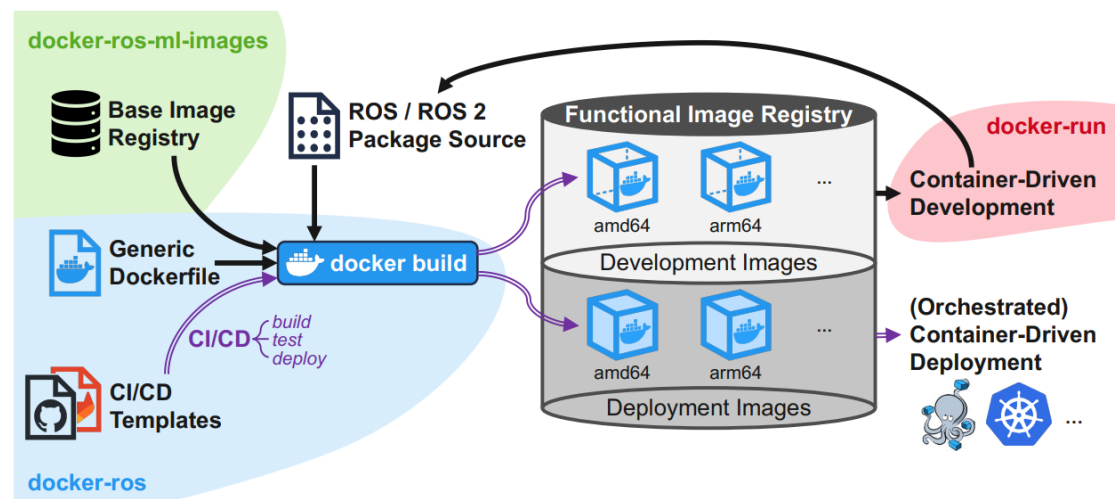 docker-ros-ml-images
Base Image
Registry
ROS / ROS 2
Package Source
Generic
Dockerfile
docker build
CI/CD
build
test
deploy
CI/CD
Templates
docker-ros
Functional Image Registry
amd64
arm64
...
Development Images
amd64
arm64
...
Deployment Images
docker-run
Container-Driven
Development
(Orchestrated)
Container-Driven
Deployment
...